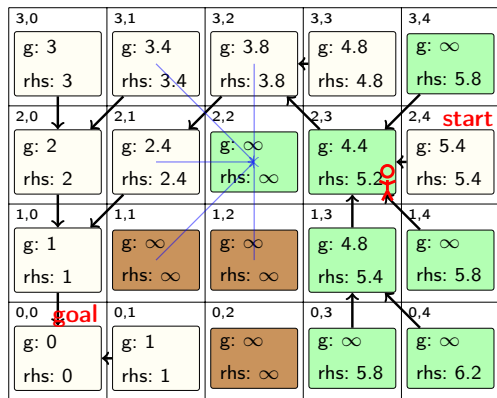 3,0 3,1 3,2 3,3 3,4
g: 3 g: 3.4 g: 3.8 g: 4.8 g: ∞
rhs: 3 rhs: 3.4 rhs: 3.8 rhs: 4.8 rhs: 5.8
2,0 2,1 2,2 2,3 2,4
start
g: 2 g: 2.4 g: ∞ g: 4.4 g: 5.4
rhs: 2 rhs: 2.4 rhs: ∞ rhs: 5.2 rhs: 5.4
1,0 1,1 1,2 1,3 1,4
g: 1 g: ∞ g: ∞ g: 4.8 g: ∞
rhs: 1 rhs: ∞ rhs: ∞ rhs: 5.4 rhs: 5.8
0,0 0,1 0,2 0,3 0,4
goal
g: 0 g: 1 g: ∞ g: ∞ g: ∞
rhs: 0 rhs: 1 rhs: ∞ rhs: 5.8 rhs: 6.2